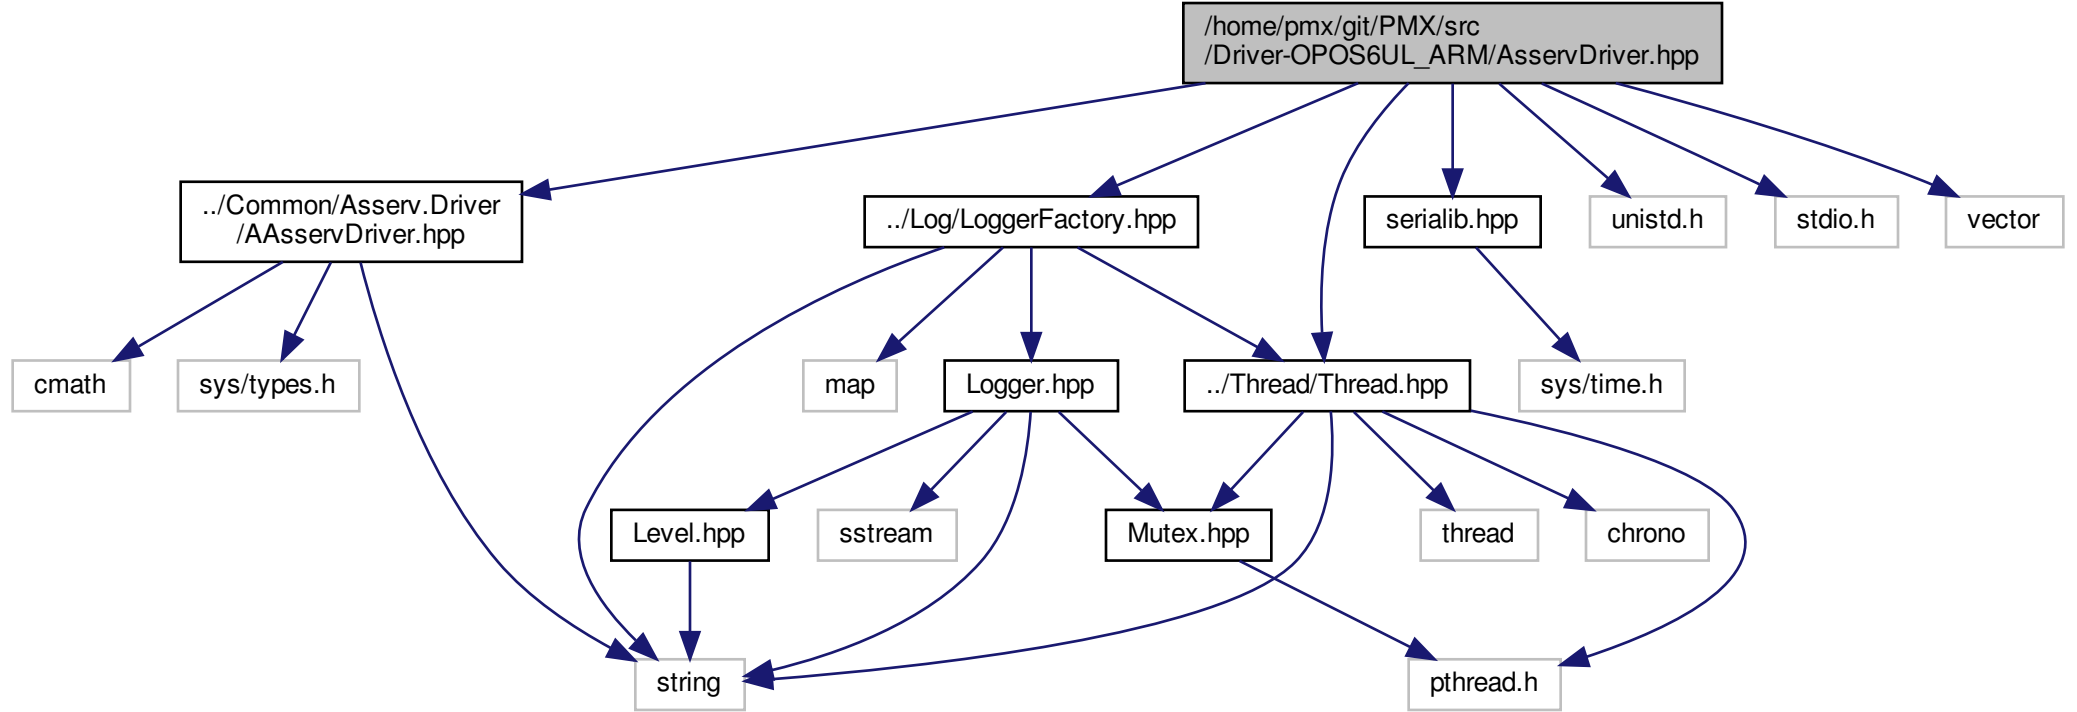 /home/pmx/git/PMX/src
/Driver-OPOS6UL_ARM/AsservDriver.hpp
../Common/Asserv.Driver
/AAsservDriver.hpp
../Log/LoggerFactory.hpp
serialib.hpp
unistd.h
stdio.h
vector
cmath
sys/types.h
map
Logger.hpp
../Thread/Thread.hpp
sys/time.h
Level.hpp
sstream
Mutex.hpp
thread
chrono
string
pthread.h